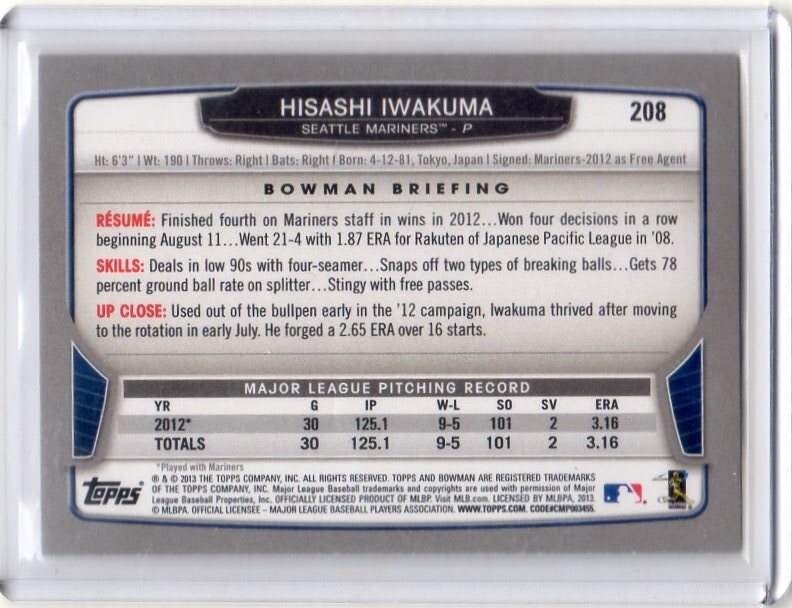 HISASHI IWAKUMA
208
SEATTLE MARINERS™ - P
Ht: 6'3" | Wt: 190 | Throws: Right | Bats: Right | Born: 4-12-81, Tokyo, Japan | Signed: Mariners-2012 as Free Agent
BOWMAN BRIEFING
RÉSUMÉ: Finished fourth on Mariners staff in wins in 2012...Won four decisions in a row
beginning August 11...Went 21-4 with 1.87 ERA for Rakuten of Japanese Pacific League in '08.
SKILLS: Deals in low 90s with four-seamer...Snaps off two types of breaking balls...Gets 78
percent ground ball rate on splitter...Stingy with free passes.
UP CLOSE: Used out of the bullpen early in the '12 campaign, Iwakuma thrived after moving
to the rotation in early July. He forged a 2.65 ERA over 16 starts.
MAJOR LEAGUE PITCHING RECORD
YR G IP W-L SO SV ERA
2012* 30 125.1 9-5 101 2 3.16
TOTALS 30 125.1 9-5 101 2 3.16
*Played with Mariners
Topps
® & © 2013 THE TOPPS COMPANY, INC. ALL RIGHTS RESERVED. TOPPS AND BOWMAN ARE REGISTERED TRADEMARKS
OF THE TOPPS COMPANY, INC. Major League Baseball trademarks and copyrights are used with permission of Major
League Baseball Properties, Inc. OFFICIALLY LICENSED PRODUCT OF MLBP. Visit MLB.com. LICENSED BY MLBPA, 2013.
© MLBPA. OFFICIAL LICENSEE – MAJOR LEAGUE BASEBALL PLAYERS ASSOCIATION. WWW.TOPPS.COM. CODE#CMP003455.